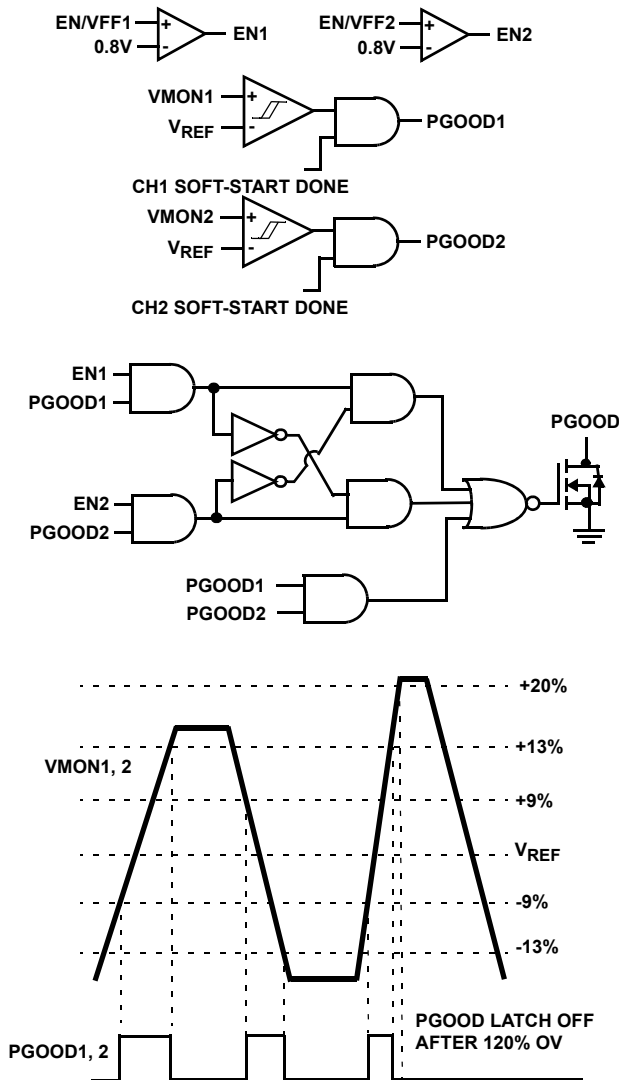 EN/VFF1
+
0.8V
-
EN1
EN/VFF2
+
0.8V
-
EN2
VMON1
+
VREF
-
PGOOD1
CH1 SOFT-START DONE
VMON2
+
VREF
-
PGOOD2
CH2 SOFT-START DONE
EN1
PGOOD1
PGOOD
EN2
PGOOD2
PGOOD1
PGOOD2
+20%
+13%
VMON1, 2
+9%
VREF
-9%
-13%
PGOOD LATCH OFF
AFTER 120% OV
PGOOD1, 2